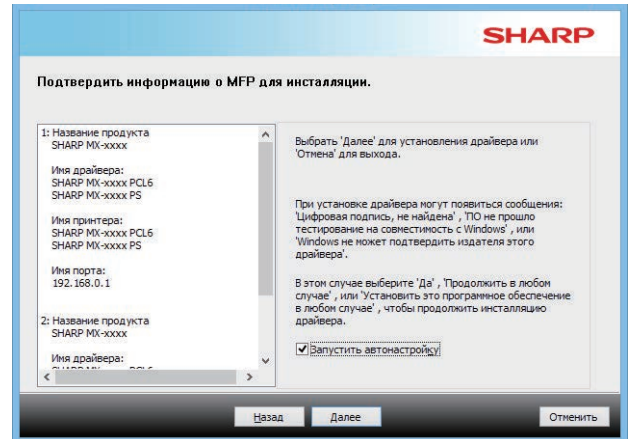 SHARP
Подтвердить информацию о MFP для инсталляции.
1: Название продукта
SHARP MX-xxxx
Имя драйвера:
SHARP MX-xxxx PCL6
SHARP MX-xxxx PS
Имя принтера:
SHARP MX-xxxx PCL6
SHARP MX-xxxx PS
Имя порта:
192.168.0.1
2: Название продукта
SHARP MX-xxxx
Имя драйвера:
SHARP MX-xxxx PCL6
Выбрать 'Далее' для установления драйвера или
'Отмена' для выхода.
При установке драйвера могут появиться сообщения:
'Цифровая подпись, не найдена' , 'ПО не прошло
тестирование на совместимость с Windows' , или
'Windows не может подтвердить издателя этого
драйвера'.
В этом случае выберите 'Да' , 'Продолжить в любом
случае' , или 'Установить это программное обеспечение
в любом случае' , чтобы продолжить инсталляцию
драйвера.
Запустить автонастройку
Назад
Далее
Отменить